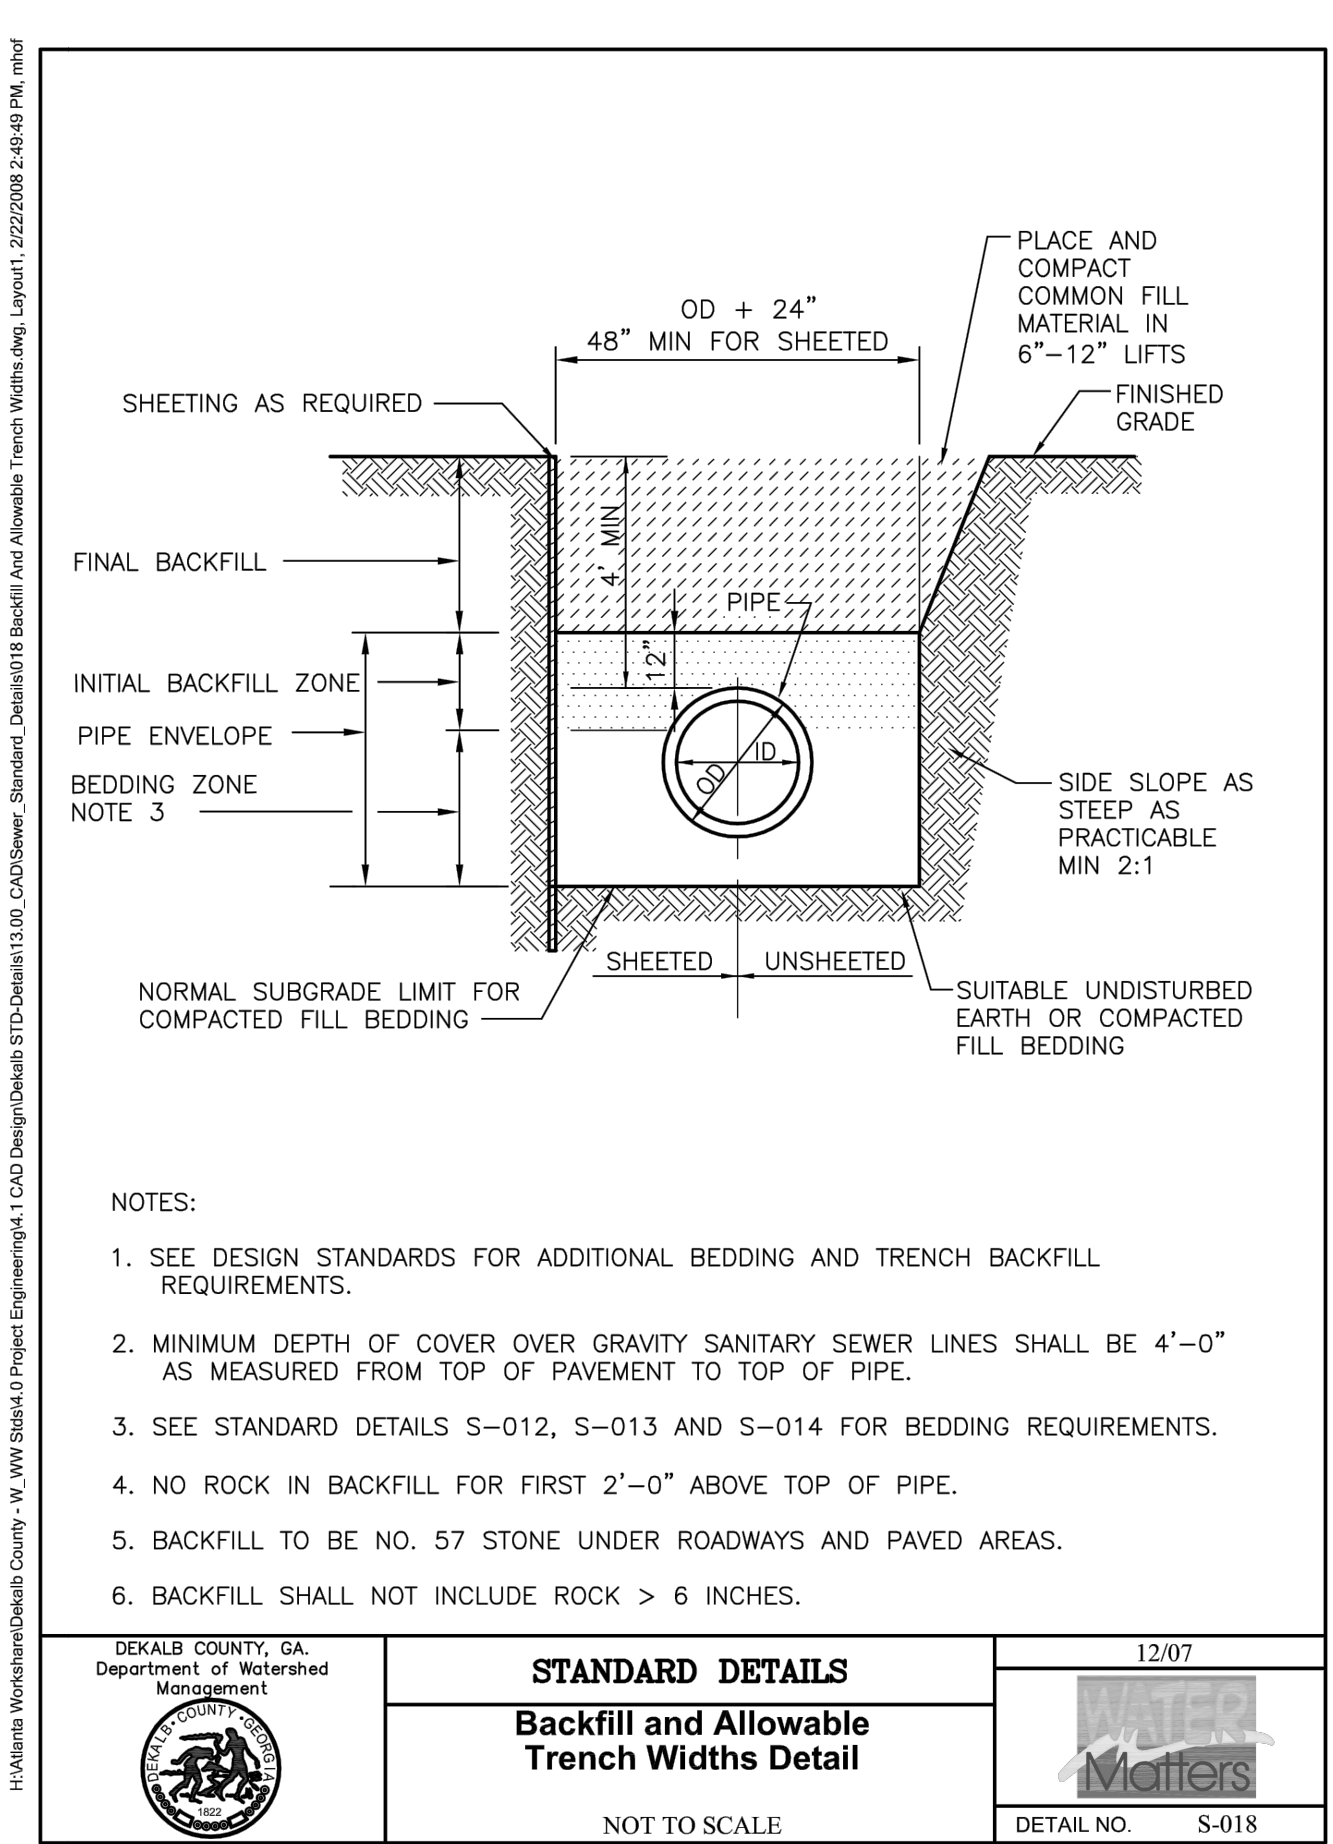 H:\Atlanta Workshare\Dekalb County - W_WW Stds\4.0 Project Engineering\4.1 CAD Design\Dekalb STD-Details\13.00_CAD\Sewer_Standard_Details\018 Backfill And Allowable Trench Widths.dwg, Layout1, 2/22/2008 2:49:49 PM, mhof
PLACE AND
COMPACT
COMMON FILL
MATERIAL IN
6"-12" LIFTS
OD + 24"
48" MIN FOR SHEETED
FINISHED
GRADE
SHEETING AS REQUIRED
4' MIN
FINAL BACKFILL
PIPE
12"
INITIAL BACKFILL ZONE
PIPE ENVELOPE
ID
OD
BEDDING ZONE
NOTE 3
SIDE SLOPE AS
STEEP AS
PRACTICABLE
MIN 2:1
SHEETED
UNSHEETED
NORMAL SUBGRADE LIMIT FOR
COMPACTED FILL BEDDING
SUITABLE UNDISTURBED
EARTH OR COMPACTED
FILL BEDDING
NOTES:
1. SEE DESIGN STANDARDS FOR ADDITIONAL BEDDING AND TRENCH BACKFILL
REQUIREMENTS.
2. MINIMUM DEPTH OF COVER OVER GRAVITY SANITARY SEWER LINES SHALL BE 4'-0"
AS MEASURED FROM TOP OF PAVEMENT TO TOP OF PIPE.
3. SEE STANDARD DETAILS S-012, S-013 AND S-014 FOR BEDDING REQUIREMENTS.
4. NO ROCK IN BACKFILL FOR FIRST 2'-0" ABOVE TOP OF PIPE.
5. BACKFILL TO BE NO. 57 STONE UNDER ROADWAYS AND PAVED AREAS.
6. BACKFILL SHALL NOT INCLUDE ROCK > 6 INCHES.
DEKALB COUNTY, GA.
Department of Watershed
Management
DEKALB • COUNTY • GEORGIA
1822
STANDARD DETAILS
Backfill and Allowable
Trench Widths Detail
NOT TO SCALE
12/07
WATER
Matters
DETAIL NO. S-018